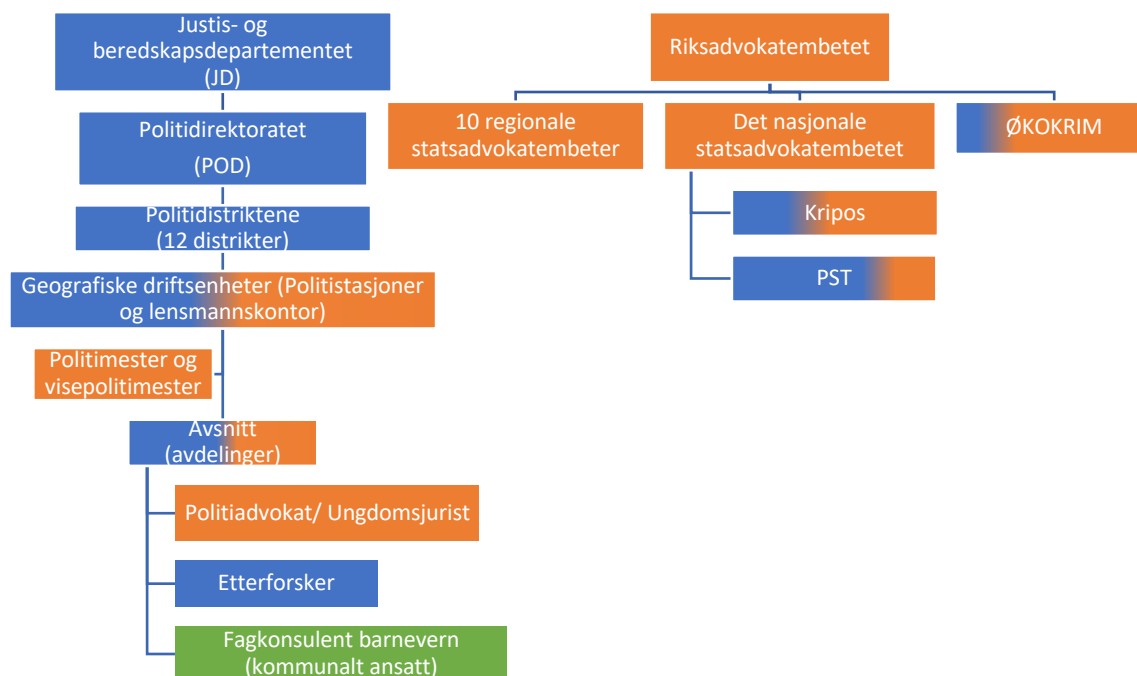 Justis- og
beredskapsdepartementet
(JD)
Politidirektoratet
(POD)
Politidistriktene
(12 distrikter)
Geografiske driftsenheter (Politistasjoner
og lensmannskontor)
Politimester og
visepolitimester
Avsnitt
(avdelinger)
Politiadvokat/ Ungdomsjurist
Etterforsker
Fagkonsulent barnevern
(kommunalt ansatt)
Riksadvokatembetet
10 regionale
statsadvokatembeter
Det nasjonale
statsadvokatembetet
ØKOKRIM
Kripos
PST